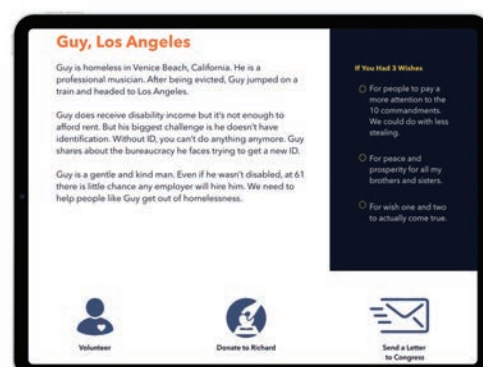 Guy, Los Angeles
Guy is homeless in Venice Beach, California. He is a
professional musician. After being evicted, Guy jumped on a
train and headed to Los Angeles.
Guy does receive disability income but it's not enough to
afford rent. But his biggest challenge is he doesn't have
identification. Without ID, you can't do anything anymore. Guy
shares about the bureaucracy he faces trying to get a new ID.
Guy is a gentle and kind man. Even if he wasn't disabled, at 61
there is little chance any employer will hire him. We need to
help people like Guy get out of homelessness.
If You Had 3 Wishes
For people to pay a
more attention to the
10 commandments.
We could do with less
stealing.
For peace and
prosperity for all my
brothers and sisters.
For wish one and two
to actually come true.
Volunteer
Donate to Richard
Send a Letter
to Congress